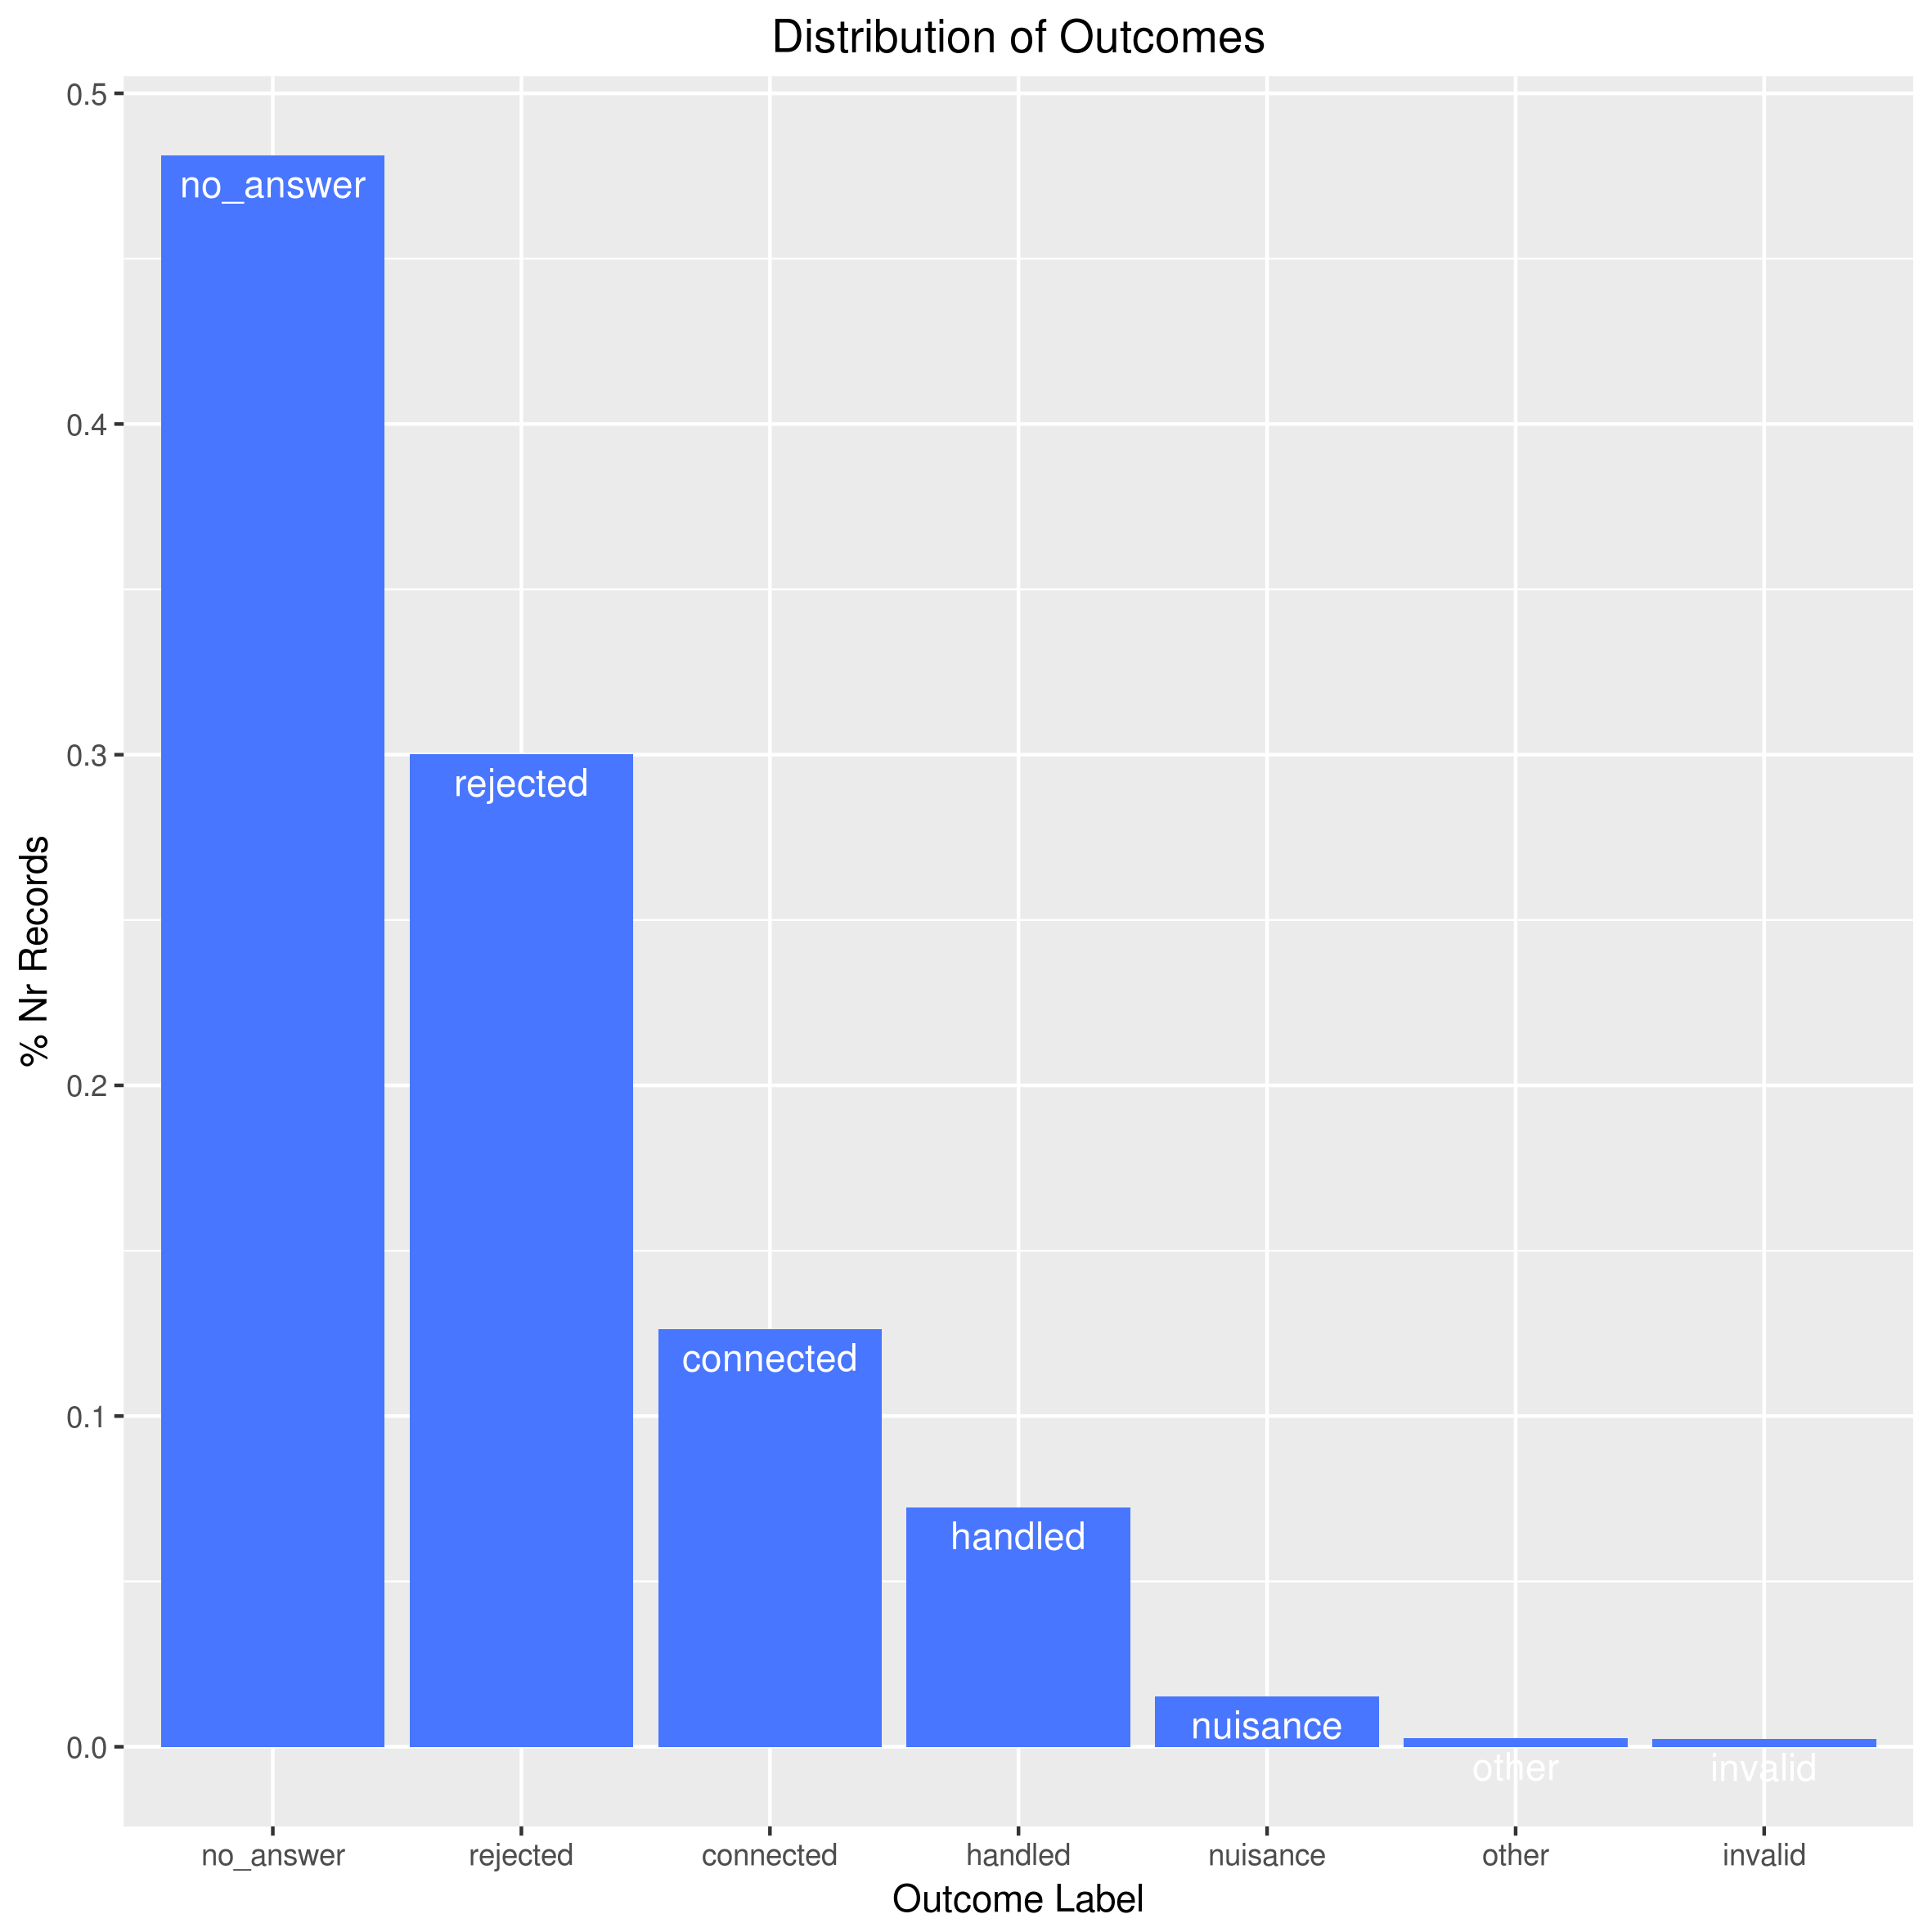 Distribution of Outcomes
% Nr Records
0.5
0.4
0.3
0.2
0.1
0.0
no_answer
rejected
connected
handled
nuisance
other
invalid
no_answer
rejected
connected
handled
nuisance
other
invalid
Outcome Label